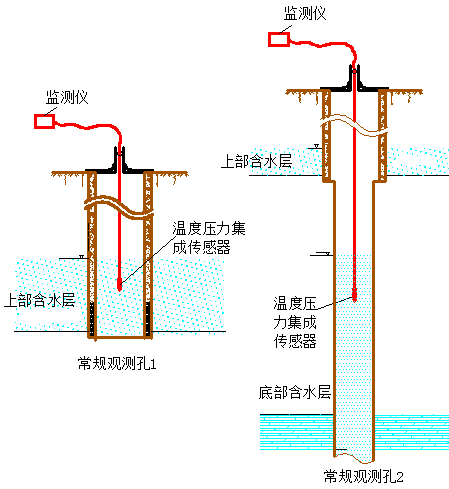 监测仪
温度压力集
成传感器
上部含水层
常规观测孔1
监测仪
上部含水层
温度压
力集成
传感器
底部含水层
常规观测孔2